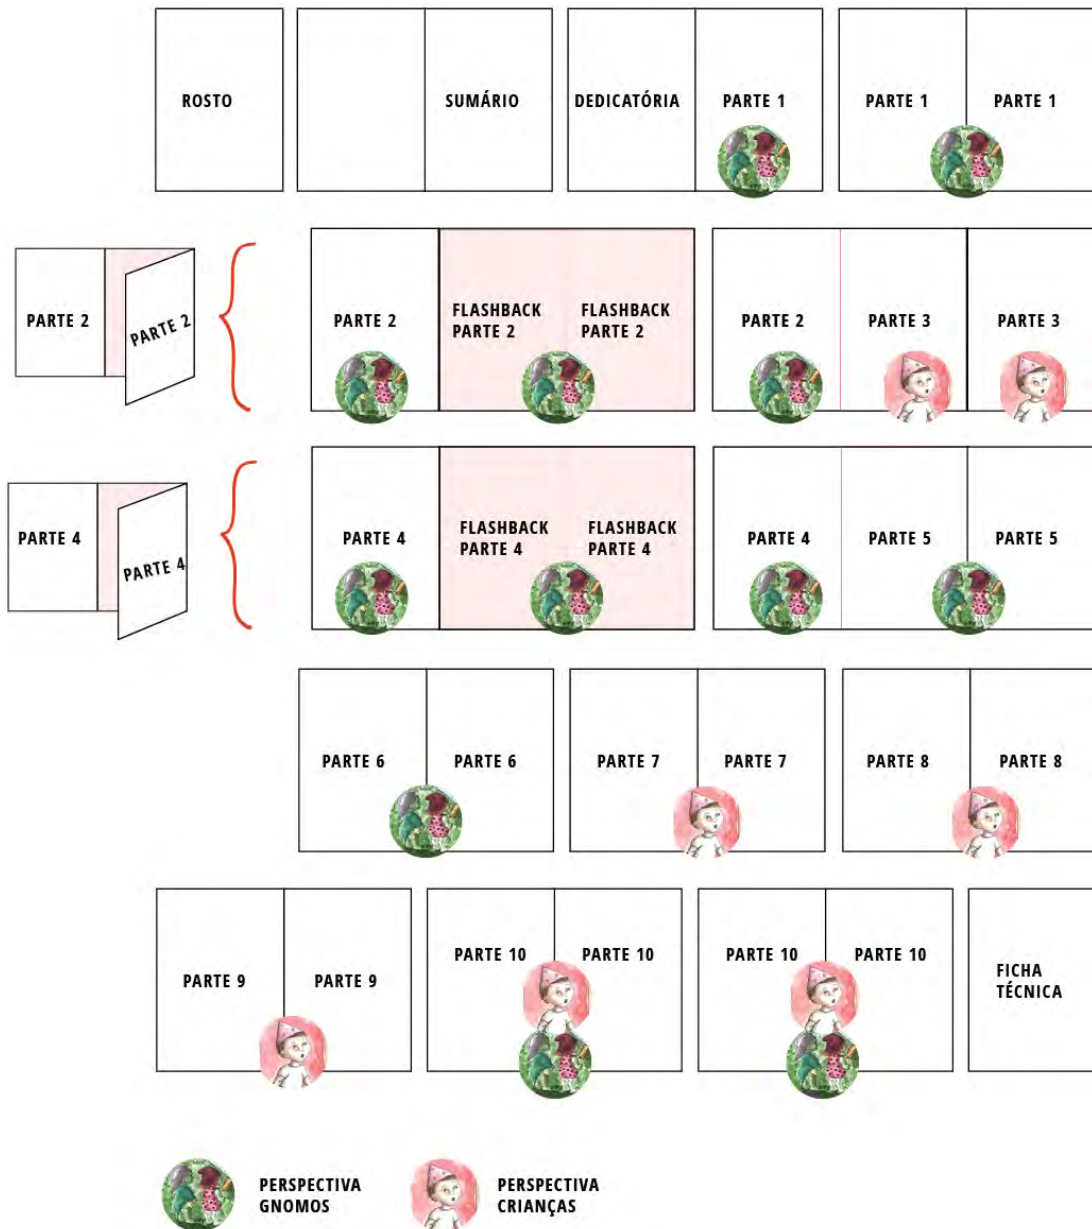 ROSTO
SUMÁRIO
DEDICATÓRIA
PARTE 1
PARTE 1
PARTE 1
PARTE 2
PARTE 2
PARTE 2
FLASHBACK
PARTE 2
FLASHBACK
PARTE 2
PARTE 2
PARTE 3
PARTE 3
PARTE 4
PARTE 4
PARTE 4
FLASHBACK
PARTE 4
FLASHBACK
PARTE 4
PARTE 4
PARTE 5
PARTE 5
PARTE 6
PARTE 6
PARTE 7
PARTE 7
PARTE 8
PARTE 8
PARTE 9
PARTE 9
PARTE 10
PARTE 10
PARTE 10
PARTE 10
FICHA
TÉCNICA
PERSPECTIVA
GNOMOS
PERSPECTIVA
CRIANÇAS